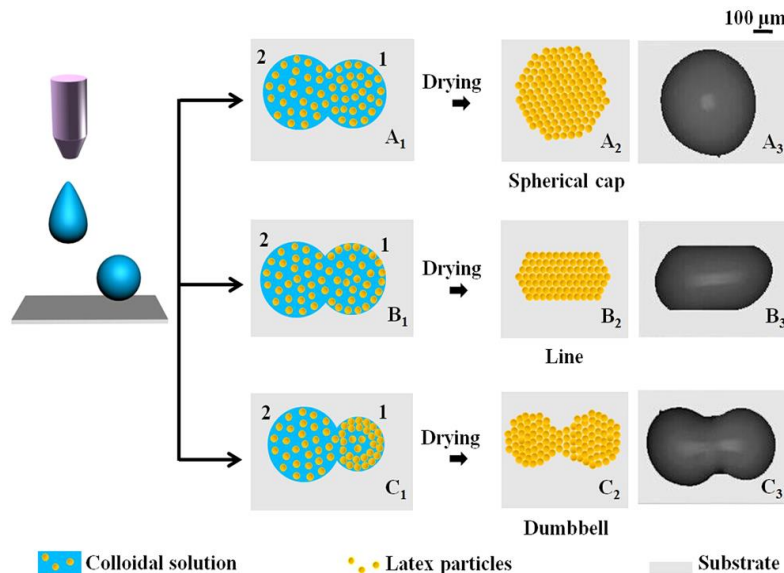 100 μm
2 1
Drying
A1 A2 A3
Spherical cap
2 1
Drying
B1 B2 B3
Line
2 1
Drying
C1 C2 C3
Dumbbell
Colloidal solution Latex particles Substrate